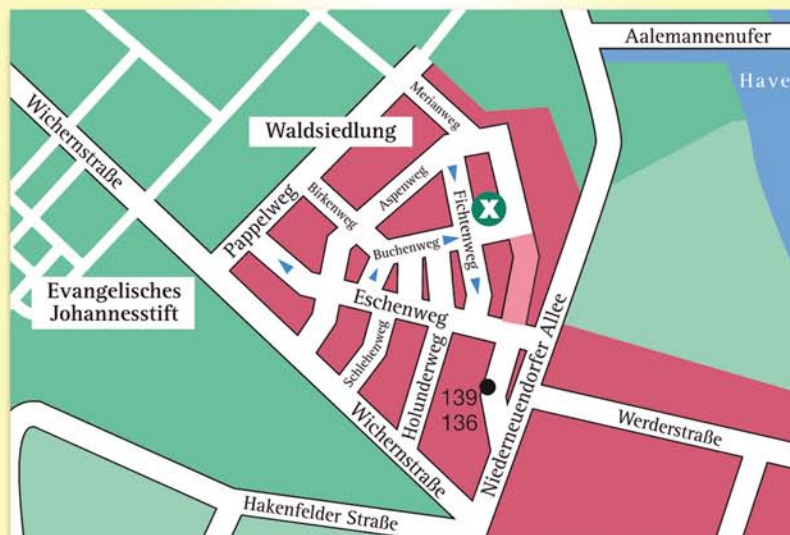 Aalemannenufer
Have
Merianweg
Wichernstraße
Waldsiedlung
Aspenweg
Birkenweg
Fichtenweg
X
Pappelweg
Buchenweg
Evangelisches
Johannesstift
Eschenweg
Schlehenweg
Holunderweg
Niederneuendorfer Allee
139
136
Wichernstraße
Werderstraße
Hakenfelder Straße